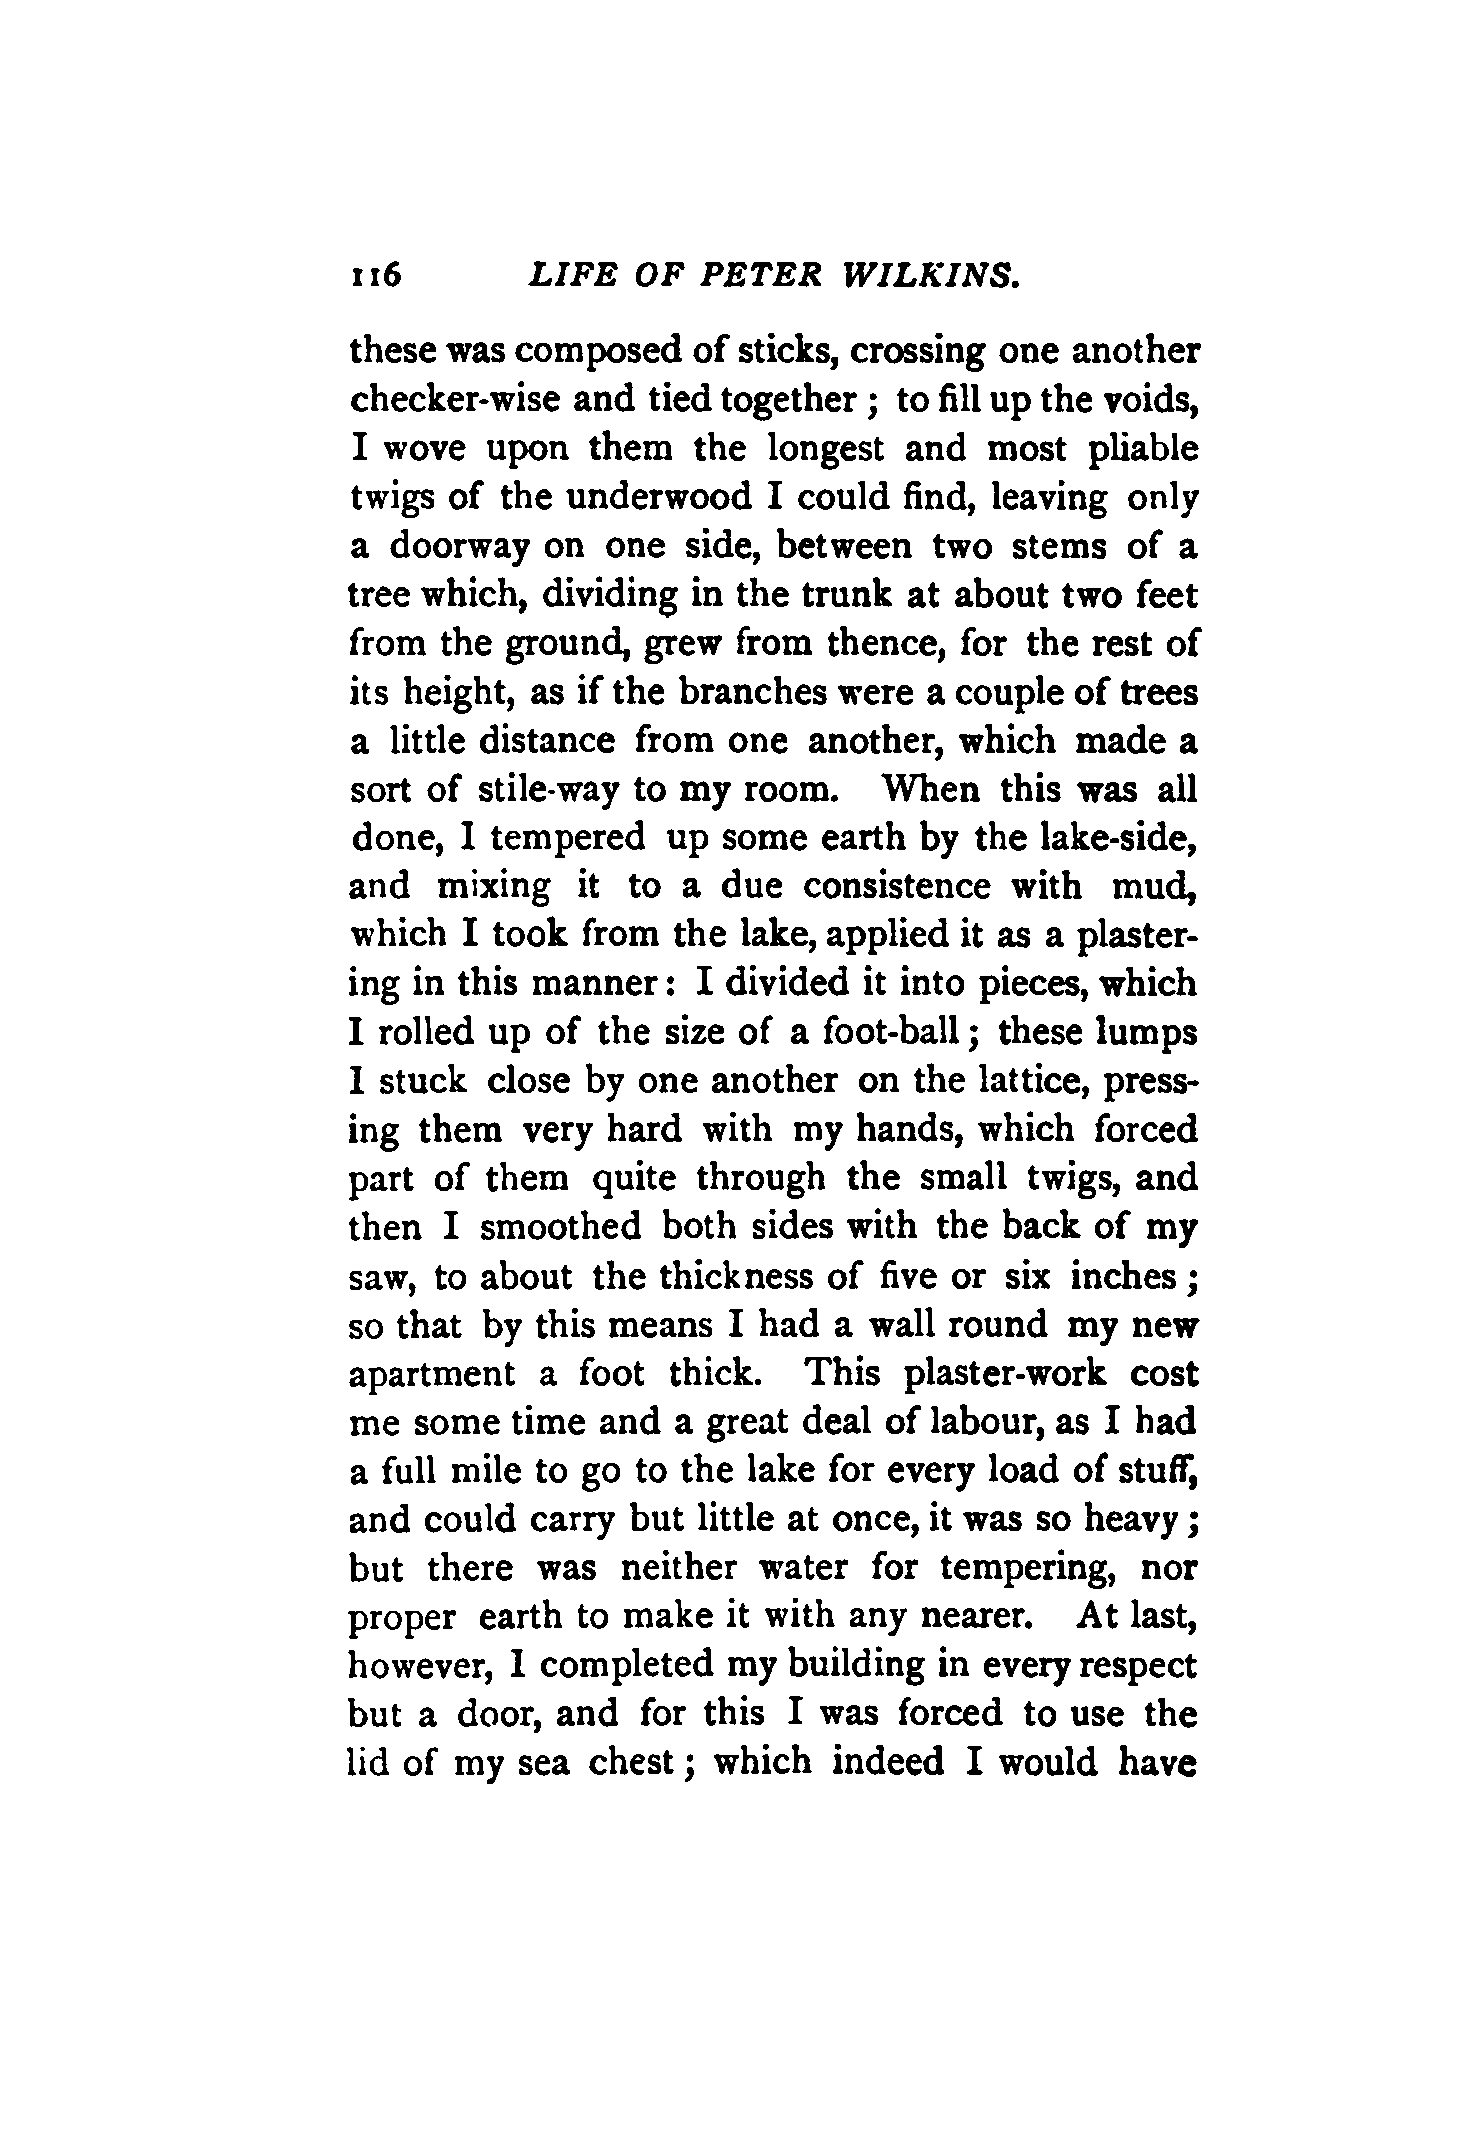 116 LIFE OF PETER WILKINS.
these was composed of sticks, crossing one another
checker-wise and tied together ; to fill up the voids,
I wove upon them the longest and most pliable
twigs of the underwood I could find, leaving only
a doorway on one side, between two stems of a
tree which, dividing in the trunk at about two feet
from the ground, grew from thence, for the rest of
its height, as if the branches were a couple of trees
a little distance from one another, which made a
sort of stile-way to my room. When this was all
done, I tempered up some earth by the lake-side,
and mixing it to a due consistence with mud,
which I took from the lake, applied it as a plaster-
ing in this manner : I divided it into pieces, which
I rolled up of the size of a foot-ball ; these lumps
I stuck close by one another on the lattice, press-
ing them very hard with my hands, which forced
part of them quite through the small twigs, and
then I smoothed both sides with the back of my
saw, to about the thickness of five or six inches ;
so that by this means I had a wall round my new
apartment a foot thick. This plaster-work cost
me some time and a great deal of labour, as I had
a full mile to go to the lake for every load of stuff,
and could carry but little at once, it was so heavy ;
but there was neither water for tempering, nor
proper earth to make it with any nearer. At last,
however, I completed my building in every respect
but a door, and for this I was forced to use the
lid of my sea chest ; which indeed I would have